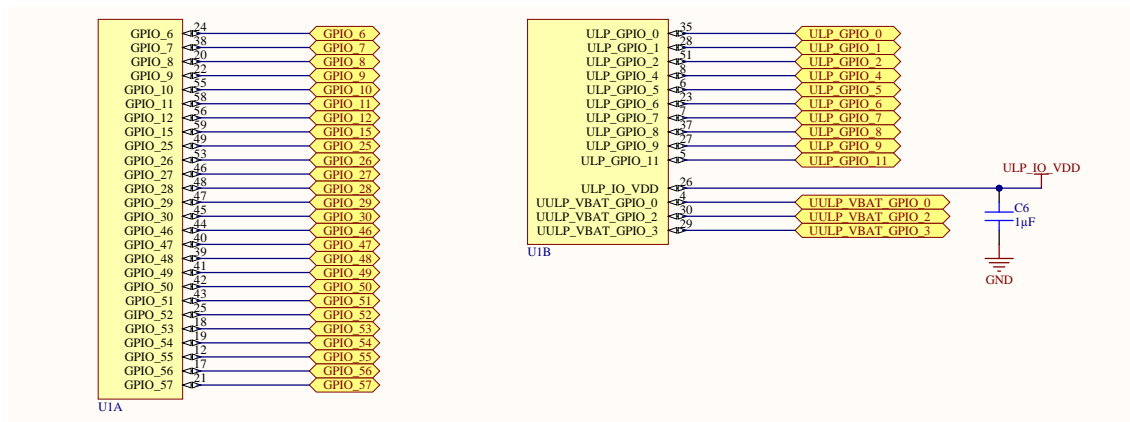 GPIO_6 24 GPIO_6
GPIO_7 38 GPIO_7
GPIO_8 20 GPIO_8
GPIO_9 22 GPIO_9
GPIO_10 55 GPIO_10
GPIO_11 58 GPIO_11
GPIO_12 56 GPIO_12
GPIO_15 59 GPIO_15
GPIO_25 49 GPIO_25
GPIO_26 53 GPIO_26
GPIO_27 46 GPIO_27
GPIO_28 48 GPIO_28
GPIO_29 47 GPIO_29
GPIO_30 45 GPIO_30
GPIO_46 44 GPIO_46
GPIO_47 40 GPIO_47
GPIO_48 39 GPIO_48
GPIO_49 41 GPIO_49
GPIO_50 42 GPIO_50
GPIO_51 43 GPIO_51
GIPO_52 25 GPIO_52
GPIO_53 18 GPIO_53
GPIO_54 19 GPIO_54
GPIO_55 12 GPIO_55
GPIO_56 17 GPIO_56
GPIO_57 21 GPIO_57
U1A
ULP_GPIO_0 35 ULP_GPIO_0
ULP_GPIO_1 28 ULP_GPIO_1
ULP_GPIO_2 51 ULP_GPIO_2
ULP_GPIO_4 8 ULP_GPIO_4
ULP_GPIO_5 6 ULP_GPIO_5
ULP_GPIO_6 23 ULP_GPIO_6
ULP_GPIO_7 7 ULP_GPIO_7
ULP_GPIO_8 37 ULP_GPIO_8
ULP_GPIO_9 27 ULP_GPIO_9
ULP_GPIO_11 5 ULP_GPIO_11
ULP_IO_VDD
ULP_IO_VDD 26
UULP_VBAT_GPIO_0 4 UULP_VBAT_GPIO_0
UULP_VBAT_GPIO_2 30 UULP_VBAT_GPIO_2
UULP_VBAT_GPIO_3 29 UULP_VBAT_GPIO_3
U1B
C6
1µF
GND